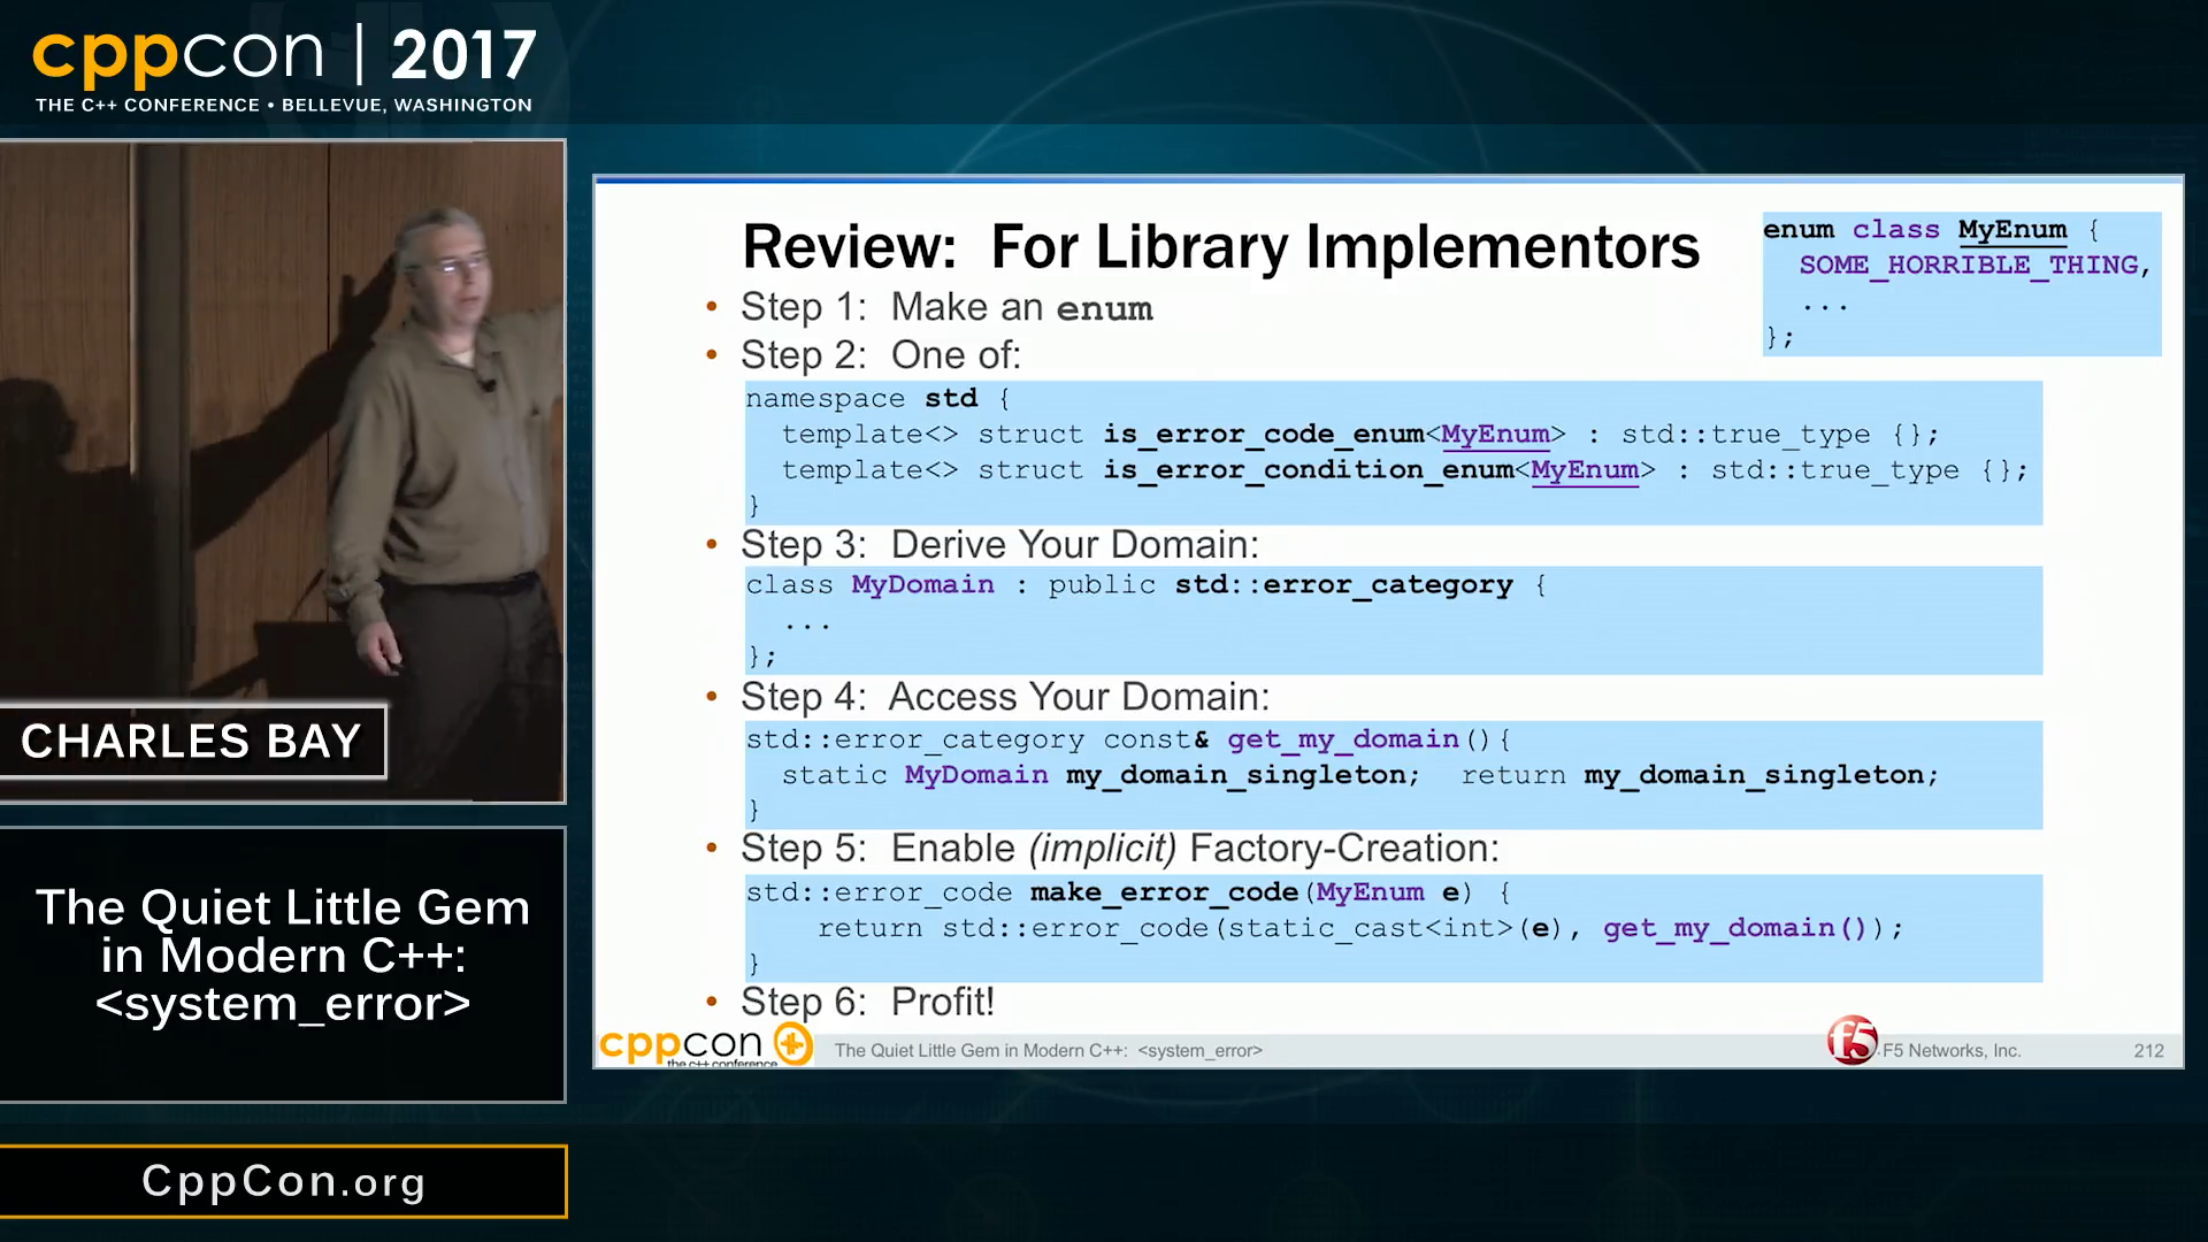 cppcon | 2017
THE C++ CONFERENCE • BELLEVUE, WASHINGTON
CHARLES BAY
The Quiet Little Gem
in Modern C++:
<system_error>
CppCon.org
Review: For Library Implementors
enum class MyEnum {
SOME_HORRIBLE_THING,
...
};
• Step 1: Make an enum
• Step 2: One of:
namespace std {
template<> struct is_error_code_enum<MyEnum> : std::true_type {};
template<> struct is_error_condition_enum<MyEnum> : std::true_type {};
}
• Step 3: Derive Your Domain:
class MyDomain : public std::error_category {
...
};
• Step 4: Access Your Domain:
std::error_category const& get_my_domain(){
static MyDomain my_domain_singleton; return my_domain_singleton;
}
• Step 5: Enable (implicit) Factory-Creation:
std::error_code make_error_code(MyEnum e) {
return std::error_code(static_cast<int>(e), get_my_domain());
}
• Step 6: Profit!
cppcon
the c++ conference
The Quiet Little Gem in Modern C++: <system_error>
f5
F5 Networks, Inc.
212